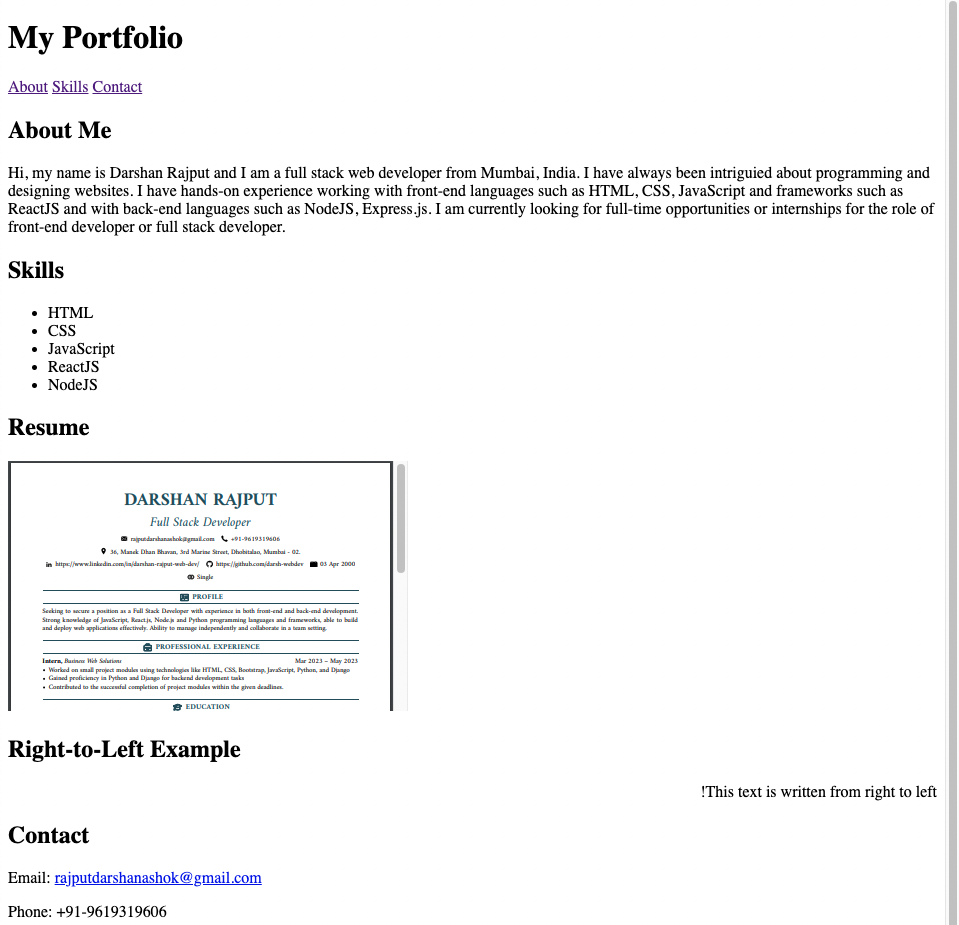 My Portfolio
About Skills Contact
About Me
Hi, my name is Darshan Rajput and I am a full stack web developer from Mumbai, India. I have always been intriguied about programming and
designing websites. I have hands-on experience working with front-end languages such as HTML, CSS, JavaScript and frameworks such as
ReactJS and with back-end languages such as NodeJS, Express.js. I am currently looking for full-time opportunities or internships for the role of
front-end developer or full stack developer.
Skills
• HTML
• CSS
• JavaScript
• ReactJS
• NodeJS
Resume
DARSHAN RAJPUT
Full Stack Developer
rajputdarshanashok@gmail.com +91-9619319606
36, Manek Dhan Bhavan, 3rd Marine Street, Dhobitalao, Mumbai - 02.
https://www.linkedin.com/in/darshan-rajput-web-dev/ https://github.com/darsh-webdev 03 Apr 2000
Single
PROFILE
Seeking to secure a position as a Full Stack Developer with experience in both front-end and back-end development.
Strong knowledge of JavaScript, React.js, Node.js and Python programming languages and frameworks, able to build
and deploy web applications effectively. Ability to manage independently and collaborate in a team setting.
PROFESSIONAL EXPERIENCE
Intern, Business Web Solutions Mar 2023 – May 2023
• Worked on small project modules using technologies like HTML, CSS, Bootstrap, JavaScript, Python, and Django
• Gained proficiency in Python and Django for backend development tasks
• Contributed to the successful completion of project modules within the given deadlines.
EDUCATION
Right-to-Left Example
!This text is written from right to left
Contact
Email: rajputdarshanashok@gmail.com
Phone: +91-9619319606